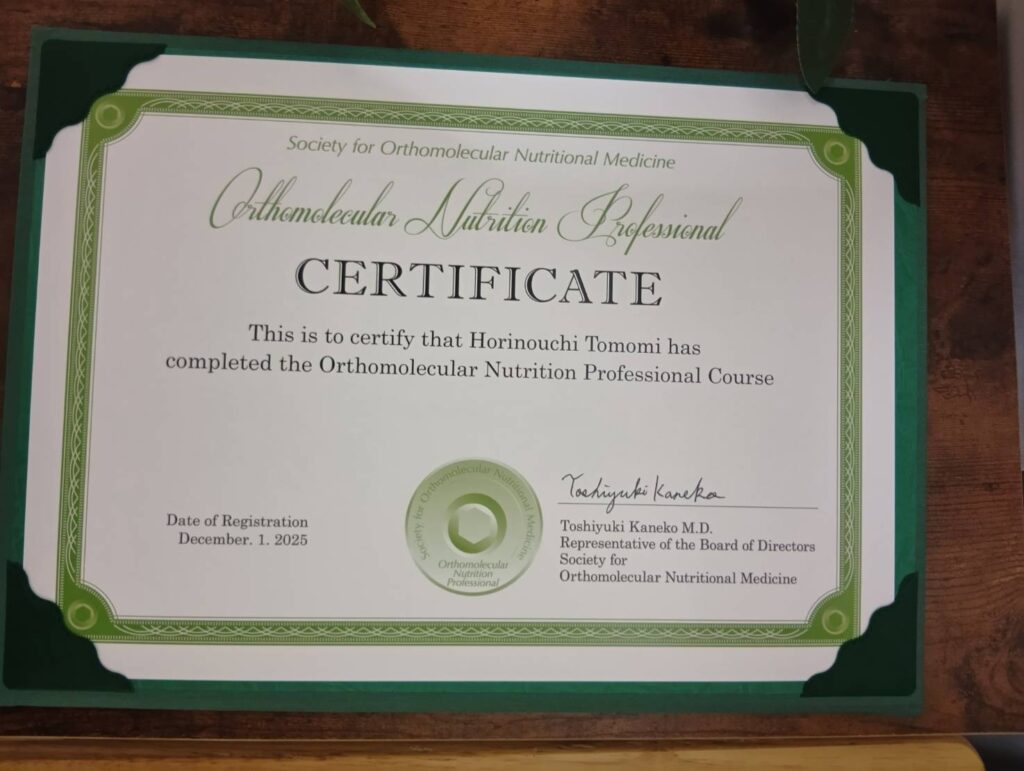 Society for Orthomolecular Nutritional Medicine
Orthomolecular Nutrition Professional
CERTIFICATE
This is to certify that Horinouchi Tomomi has
completed the Orthomolecular Nutrition Professional Course
Date of Registration
December. 1. 2025
Society for Orthomolecular Nutritional Medicine
Orthomolecular
Nutrition
Professional
Toshiyuki Kaneko
Toshiyuki Kaneko M.D.
Representative of the Board of Directors
Society for
Orthomolecular Nutritional Medicine